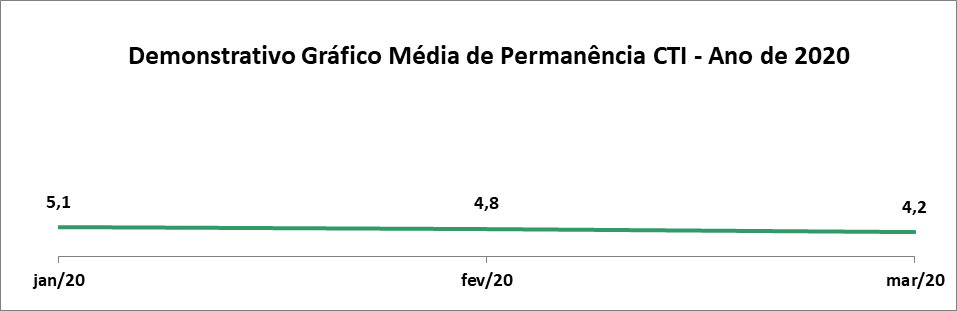 Demonstrativo Gráfico Média de Permanência CTI - Ano de 2020
5,1
4,8
4,2
jan/20
fev/20
mar/20